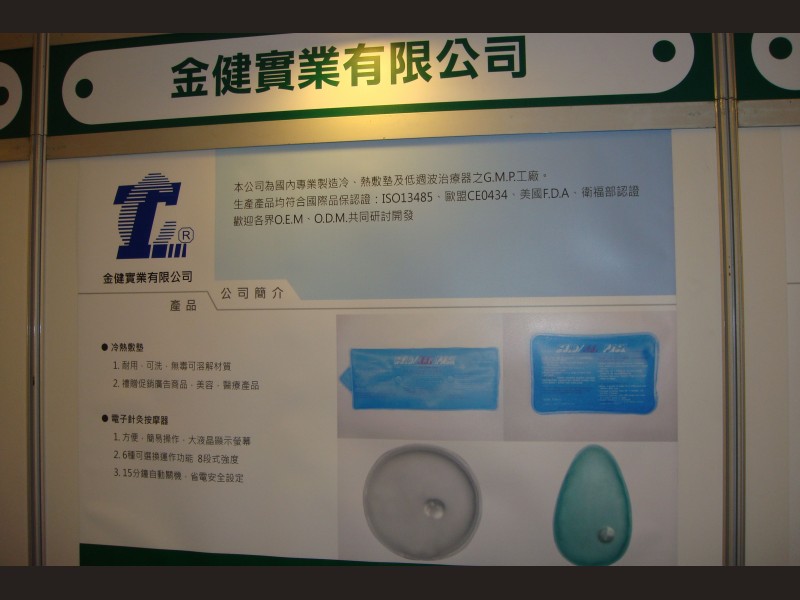 金健實業有限公司
本公司為國內專業製造冷、熱敷墊及低週波治療器之G.M.P.工廠。
生產產品均符合國際品保認證：ISO13485、歐盟CE0434、美國F.D.A、衛福部認證
歡迎各界O.E.M、O.D.M.共同研討開發
®
金健實業有限公司
公司簡介
產品
● 冷熱敷墊
1. 耐用、可洗、無毒可溶解材質
2. 禮贈促銷廣告商品、美容、醫療產品
● 電子針灸按摩器
1. 方便、簡易操作、大液晶顯示螢幕
2. 6種可選擇運作功能 8段式強度
3. 15分鐘自動關機、省電安全設定